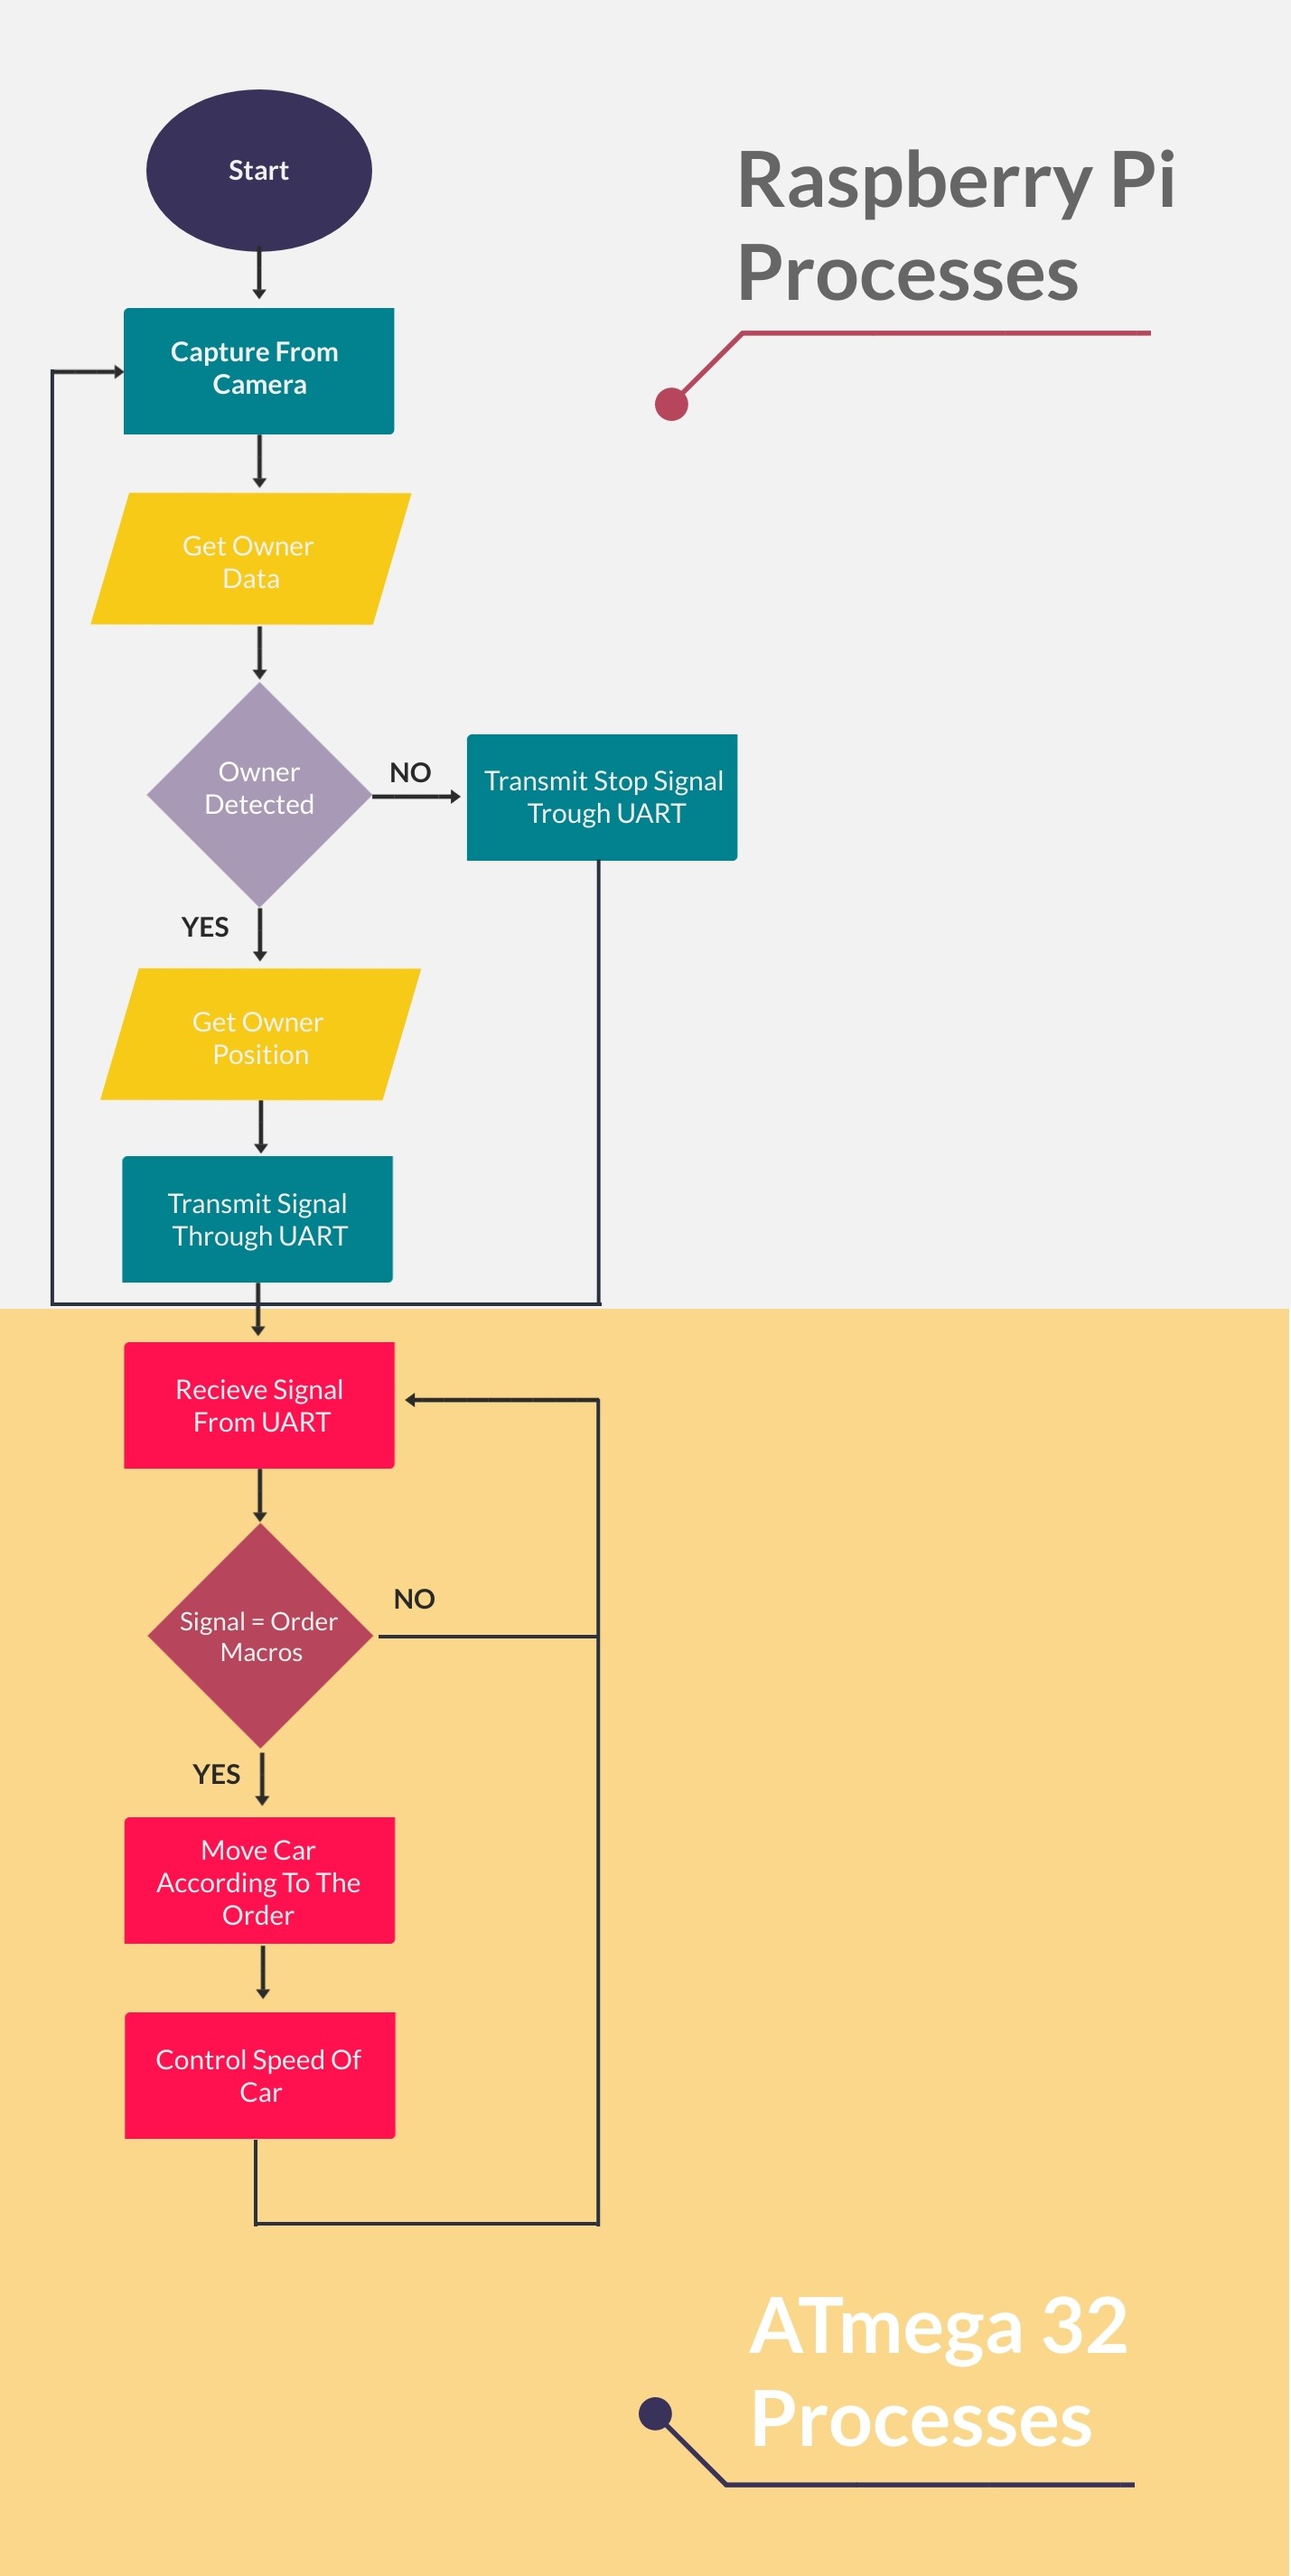 Start
Raspberry Pi
Processes
Capture From
Camera
Get Owner
Data
Owner
Detected
NO
Transmit Stop Signal
Trough UART
YES
Get Owner
Position
Transmit Signal
Through UART
Recieve Signal
From UART
Signal = Order
Macros
NO
YES
Move Car
According To The
Order
Control Speed Of
Car
ATmega 32
Processes